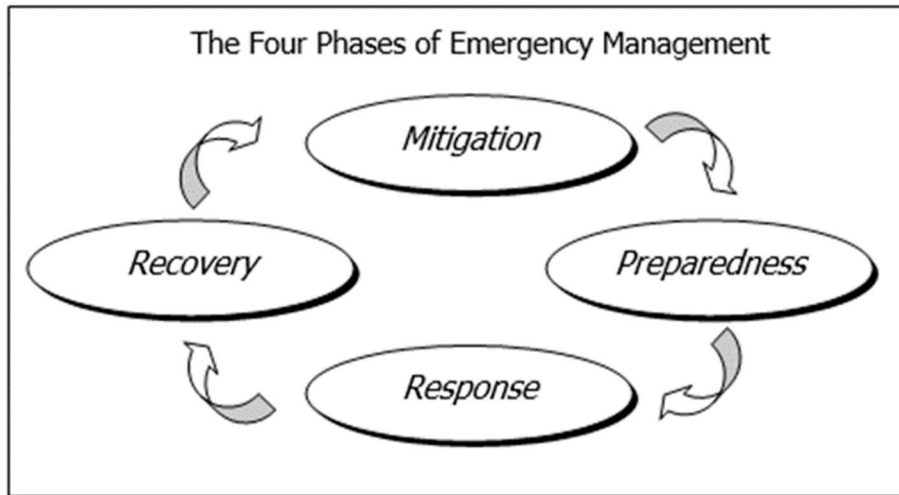 The Four Phases of Emergency Management
Mitigation
Recovery
Preparedness
Response